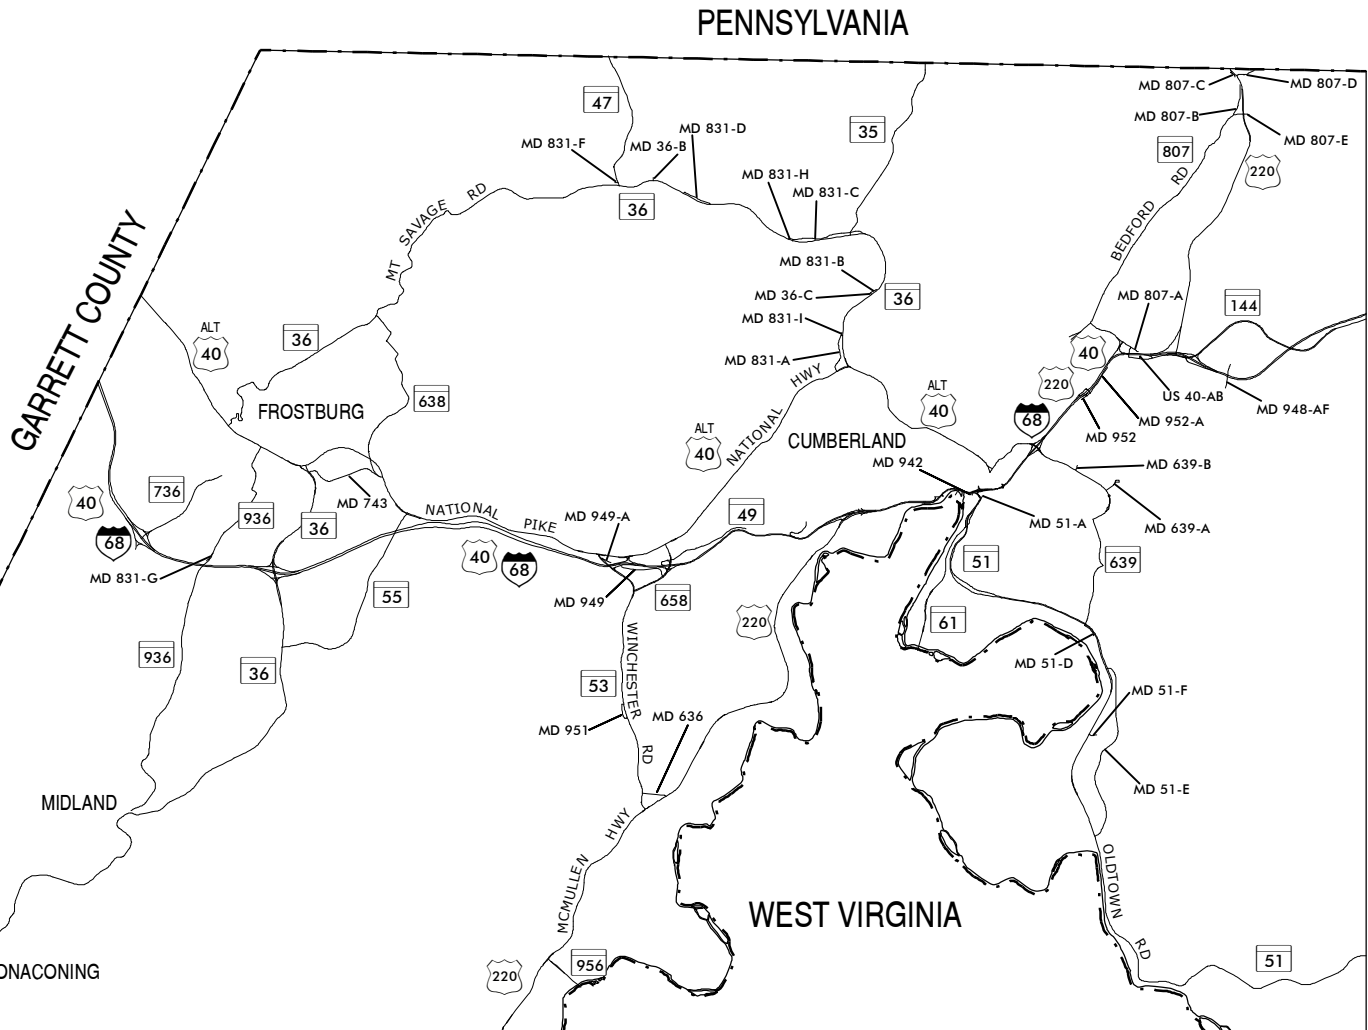 PENNSYLVANIA
MD 807-C
MD 807-D
47
MD 807-B
35
MD 831-D
MD 831-F
MD 36-B
MD 807-E
807
220
MD 831-H
RD
RD
MD 831-C
36
SAVAGE
BEDFORD
MT
MD 831-B
GARRETT COUNTY
MD 36-C
36
MD 807-A
144
MD 831-I
ALT
40
36
MD 831-A
40
HWY
220
ALT
40
US 40-AB
638
FROSTBURG
MD 948-AF
68
MD 952-A
ALT
40
NATIONAL
CUMBERLAND
MD 952
MD 942
MD 639-B
736
40
MD 743
NATIONAL
PIKE
936
36
MD 949-A
49
MD 51-A
MD 639-A
68
40
68
51
639
MD 831-G
55
MD 949
658
220
61
WINCHESTER
936
36
MD 51-D
53
MD 51-F
MD 951
MD 636
RD
MD 51-E
MIDLAND
HWY
OLDTOWN
MCMULLEN
WEST VIRGINIA
RD
956
51
ONACONING
220